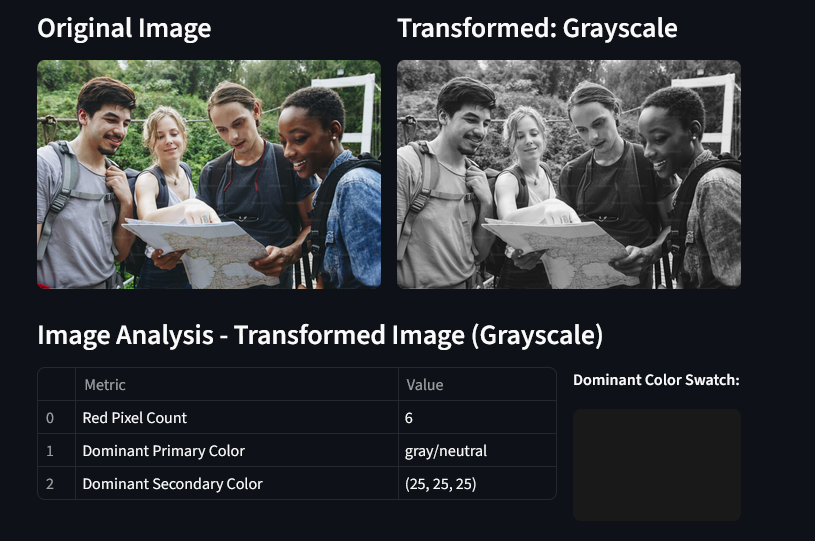 Original Image
Transformed: Grayscale
Image Analysis - Transformed Image (Grayscale)
Metric Value
Dominant Color Swatch:
0 Red Pixel Count 6
1 Dominant Primary Color gray/neutral
2 Dominant Secondary Color (25, 25, 25)